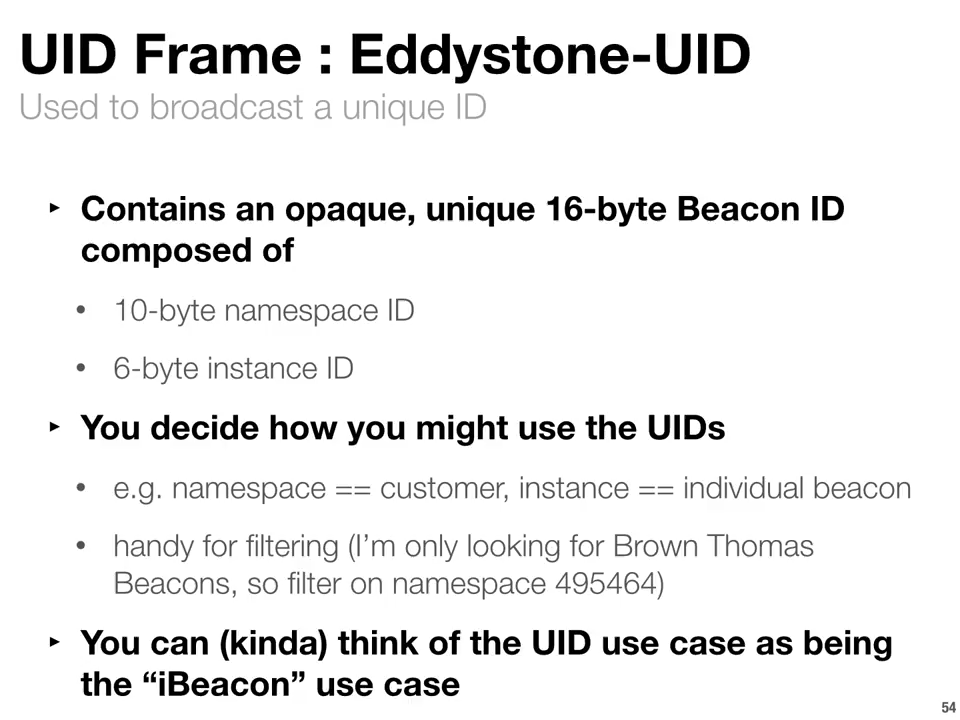 UID Frame : Eddystone-UID
Used to broadcast a unique ID
‣ Contains an opaque, unique 16-byte Beacon ID
composed of
• 10-byte namespace ID
• 6-byte instance ID
‣ You decide how you might use the UIDs
• e.g. namespace == customer, instance == individual beacon
• handy for filtering (I’m only looking for Brown Thomas
Beacons, so filter on namespace 495464)
‣ You can (kinda) think of the UID use case as being
the “iBeacon” use case
54